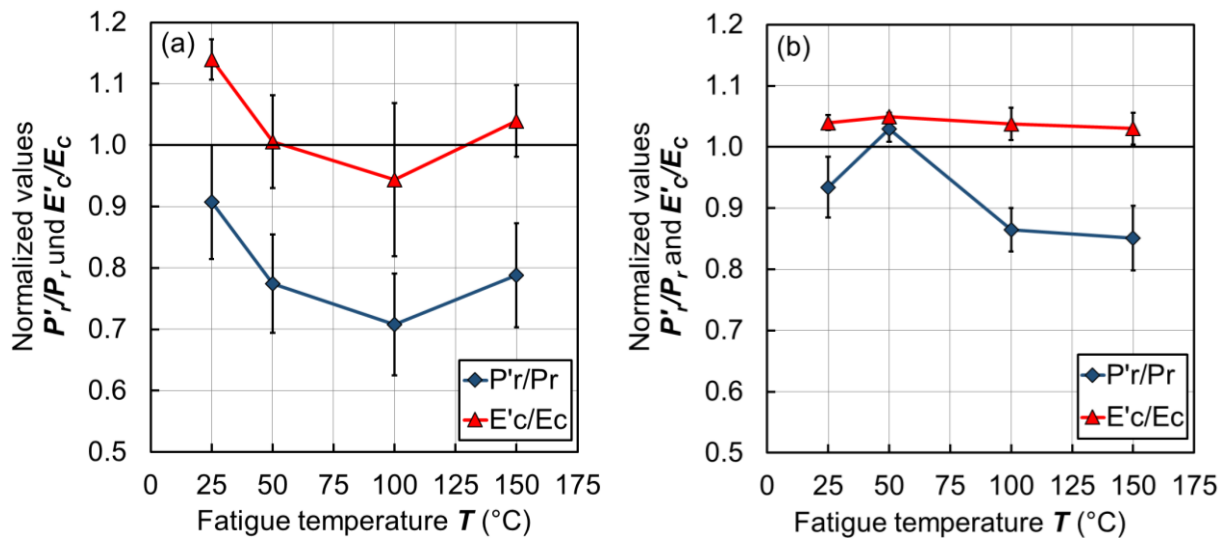 (a)
Normalized values
P'r/Pr und E'c/Ec
1.2
1.1
1.0
0.9
0.8
0.7
0.6
0.5
P'r/Pr
E'c/Ec
0 25 50 75 100 125 150 175
Fatigue temperature T (°C)
(b)
Normalized values
P'r/Pr and E'c/Ec
1.2
1.1
1.0
0.9
0.8
0.7
0.6
0.5
P'r/Pr
E'c/Ec
0 25 50 75 100 125 150 175
Fatigue temperature T (°C)